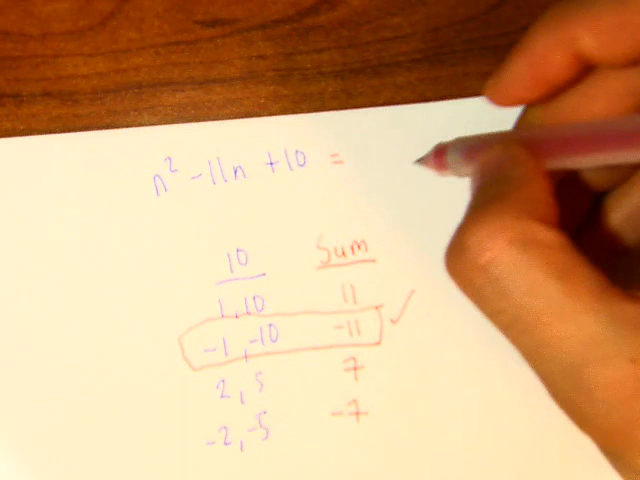 n² - 11n + 10 =
10 Sum
1, 10 11
-1, -10 -11 ✓
2, 5 7
-2, -5 -7